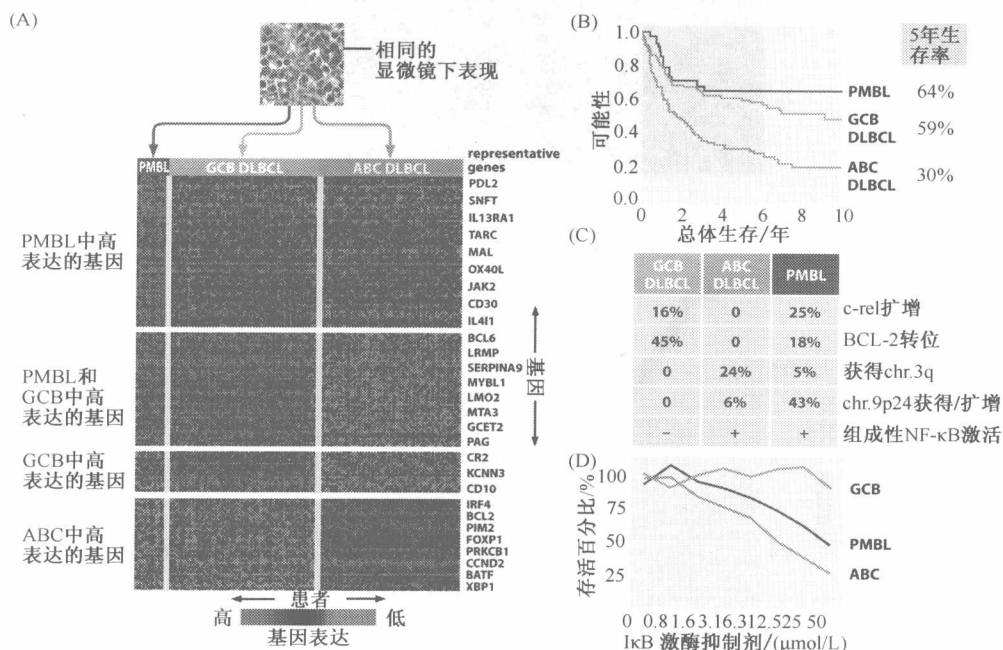 (A)
相同的
显微镜下表现
PMBL
GCB DLBCL
ABC DLBCL
representative
genes
PMBL中高
表达的基因
PDL2
SNFT
IL13RA1
TARC
MAL
OX40L
JAK2
CD30
IL4I1
PMBL和
GCB中高
表达的基因
BCL6
LRMP
SERPINA9
MYBL1
LMO2
MTA3
GCET2
PAG
GCB中高
表达的基因
CR2
KCNN3
CD10
ABC中高
表达的基因
IRF4
BCL2
PIM2
FOXP1
PRKCB1
CCND2
BATF
XBP1
基因
患者
高 低
基因表达
(B)
可能性
1.0
0.8
0.6
0.4
0.2
0.0
0 2 4 6 8 10
总体生存/年
5年生
存率
PMBL 64%
GCB
DLBCL 59%
ABC
DLBCL 30%
(C)
GCB
DLBCL
ABC
DLBCL
PMBL
16% 0 25% c-rel扩增
45% 0 18% BCL-2转位
0 24% 5% 获得chr.3q
0 6% 43% chr.9p24获得/扩增
- + + 组成性NF-κB激活
(D)
存活百分比/%
100
75
50
25
GCB
PMBL
ABC
0 0.8 1.6 3.1 6.3 12.5 25 50
IκB 激酶抑制剂/(μmol/L)